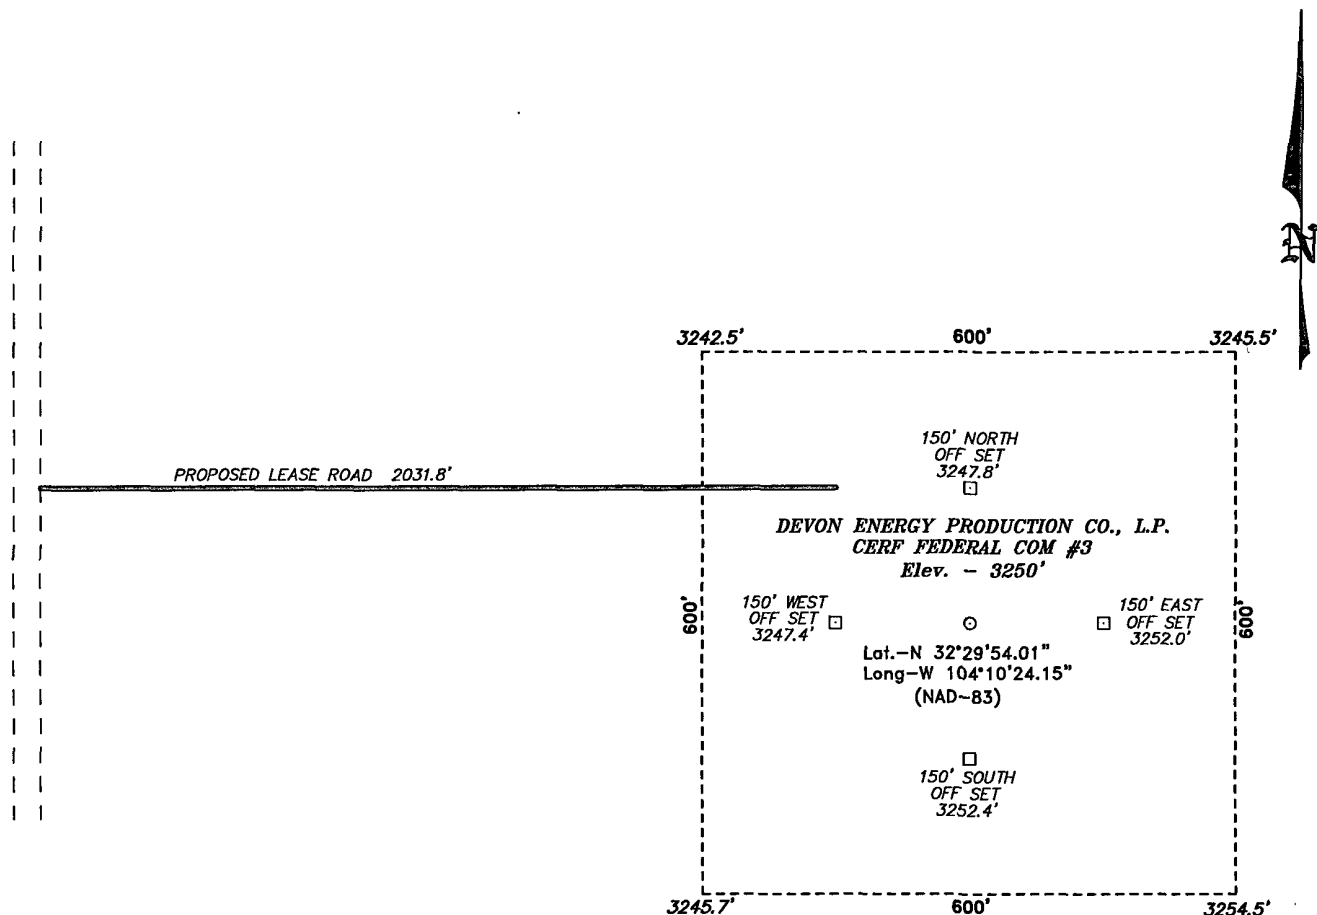 N
3242.5'
600'
3245.5'
150' NORTH
OFF SET
3247.8'
PROPOSED LEASE ROAD 2031.8'
DEVON ENERGY PRODUCTION CO., L.P.
CERF FEDERAL COM #3
Elev. - 3250'
600'
150' WEST
OFF SET
3247.4'
150' EAST
OFF SET
3252.0'
600'
Lat.-N 32°29'54.01"
Long-W 104°10'24.15"
(NAD-83)
150' SOUTH
OFF SET
3252.4'
3245.7'
600'
3254.5'